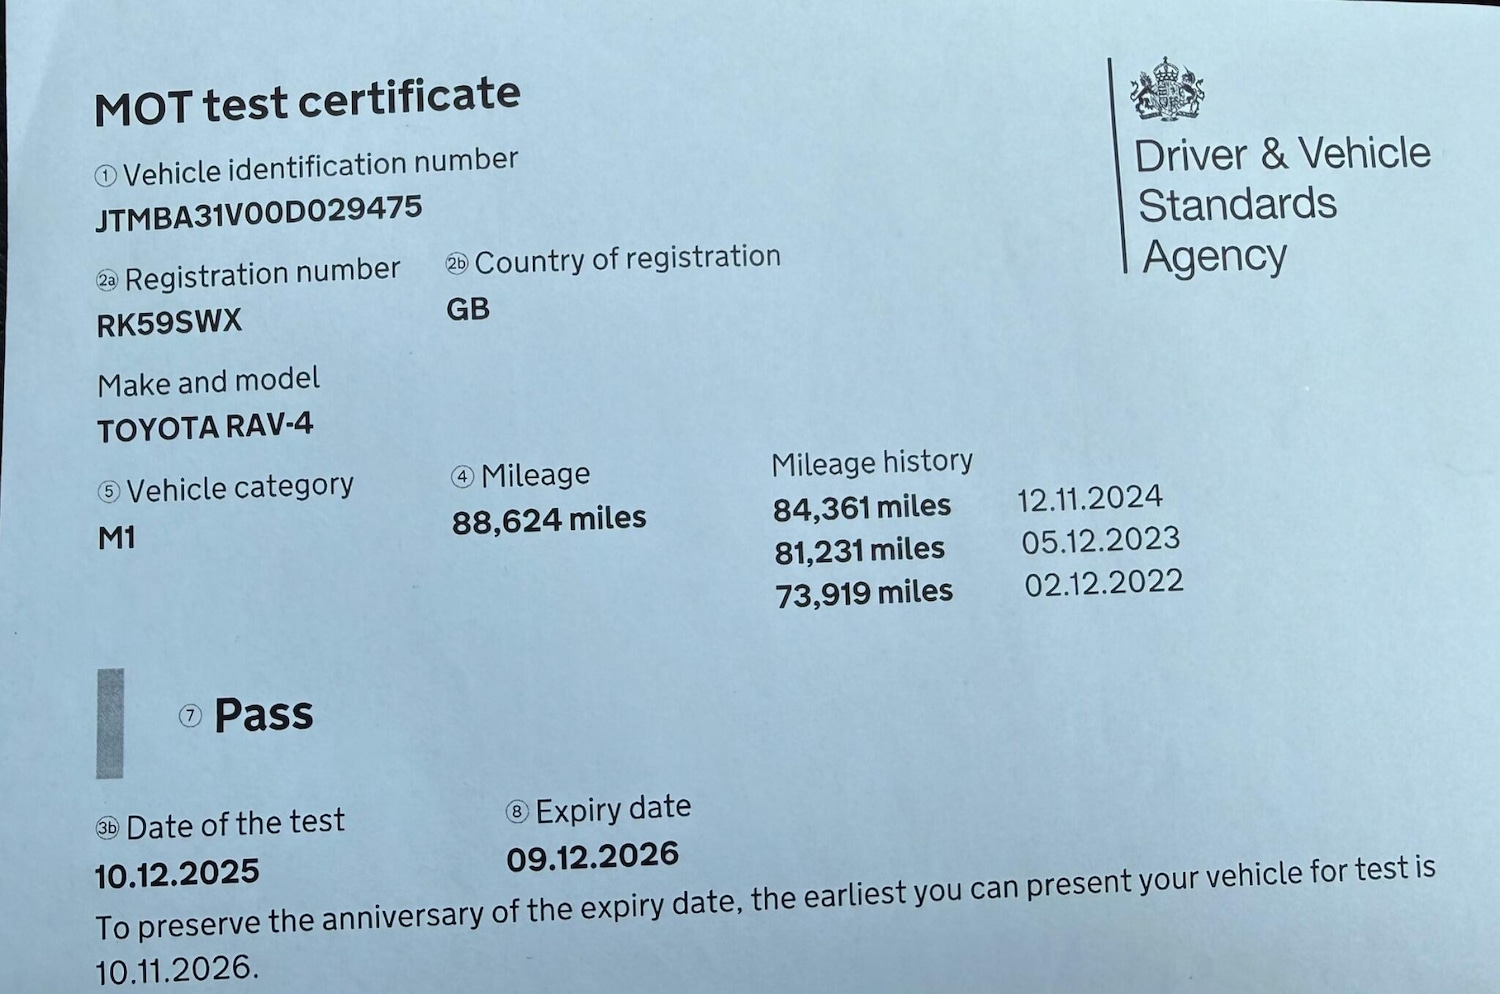 MOT test certificate
Driver & Vehicle
Standards
Agency
1 Vehicle identification number
JTMBA31V00D029475
2a Registration number
RK59SWX
2b Country of registration
GB
Make and model
TOYOTA RAV-4
5 Vehicle category
M1
4 Mileage
88,624 miles
Mileage history
84,361 miles 12.11.2024
81,231 miles 05.12.2023
73,919 miles 02.12.2022
7 Pass
3b Date of the test
10.12.2025
8 Expiry date
09.12.2026
To preserve the anniversary of the expiry date, the earliest you can present your vehicle for test is
10.11.2026.